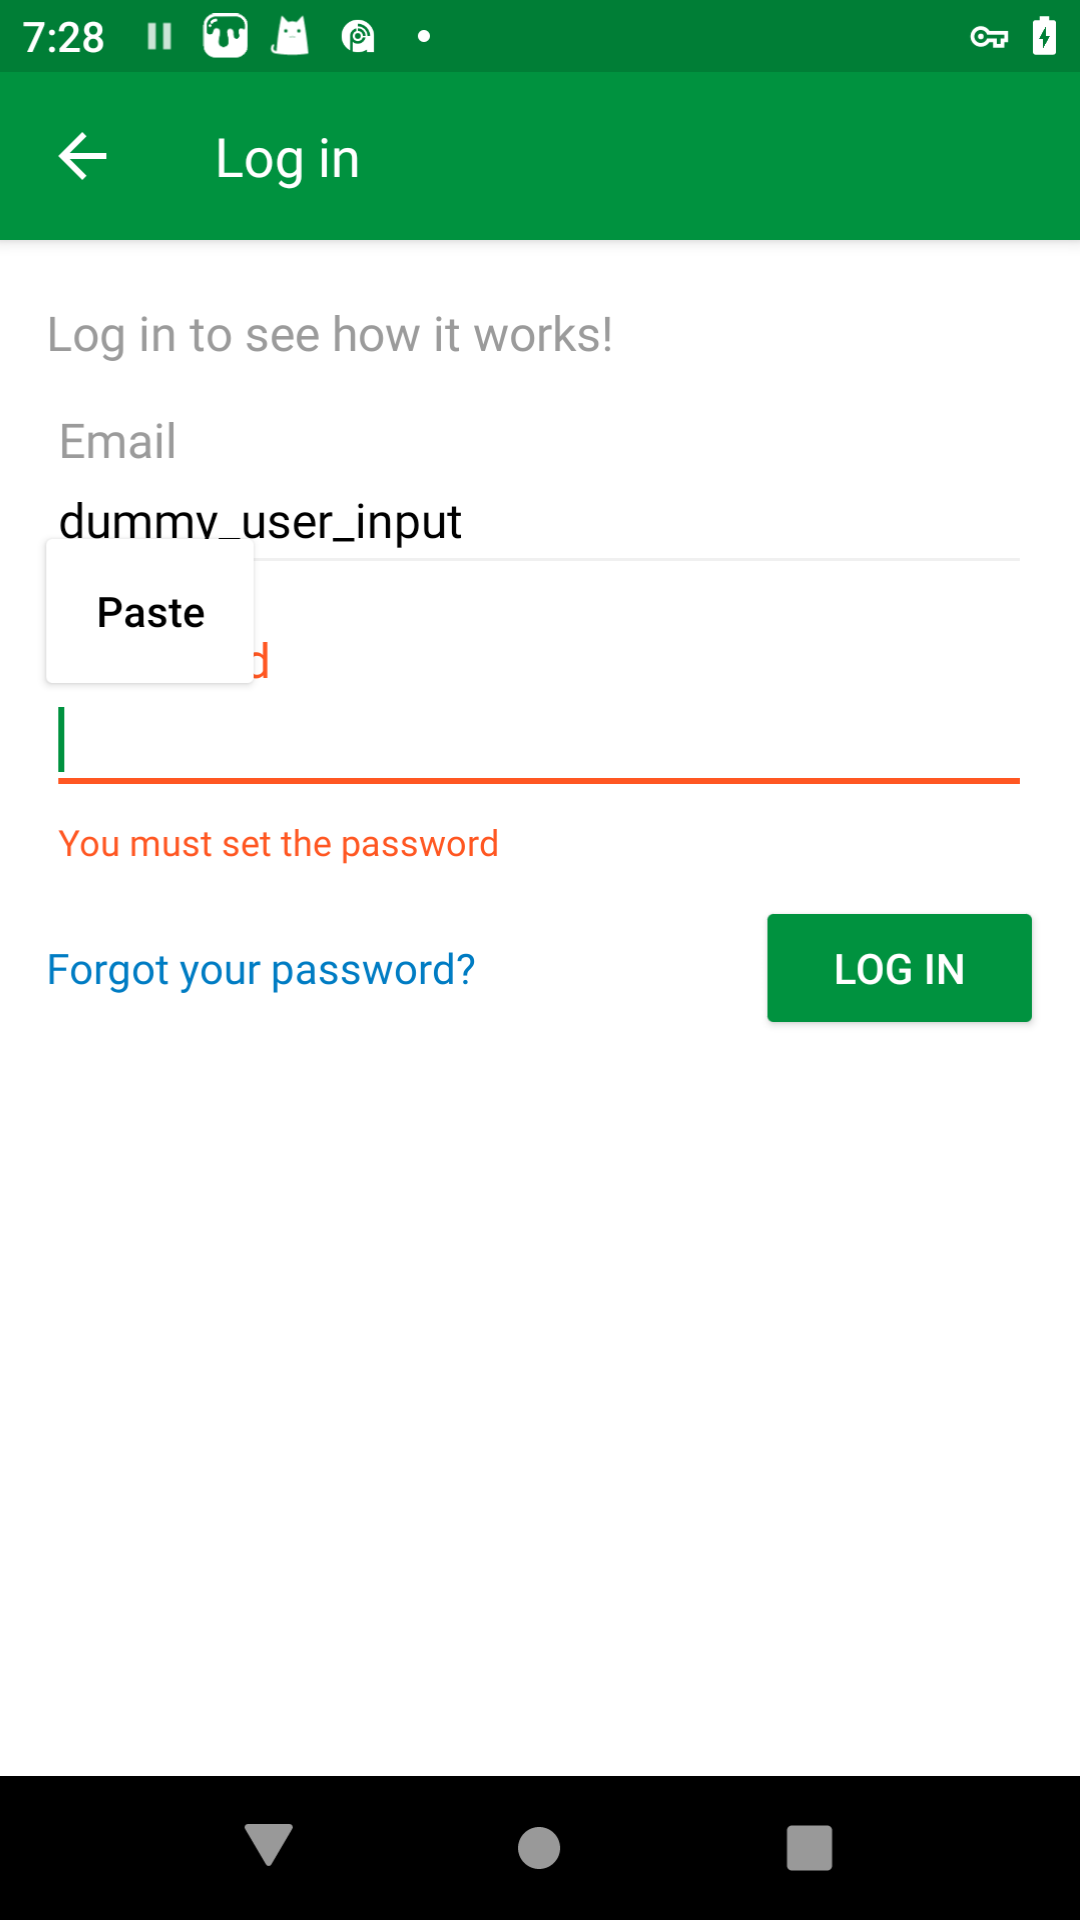 7:28
Log in
Log in to see how it works!
Email
dummy_user_input
Paste
d
You must set the password
Forgot your password?
LOG IN